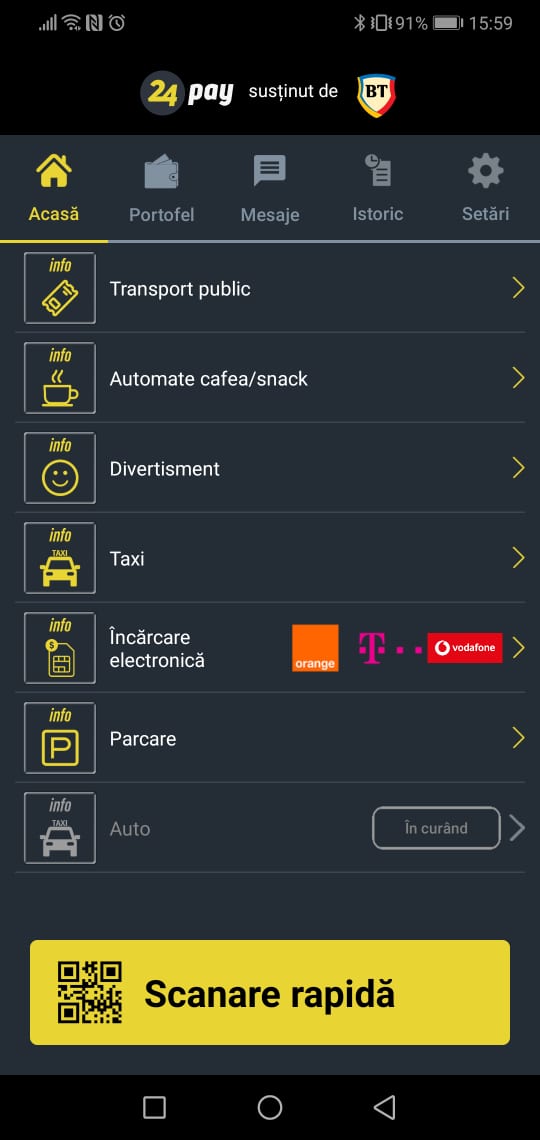 91% 15:59
24 pay susținut de BT
Acasă Portofel Mesaje Istoric Setări
info
Transport public
info
Automate cafea/snack
info
Divertisment
info
TAXI
Taxi
info
Încărcare
electronică
orange T vodafone
info
P
Parcare
info
TAXI
Auto În curând
Scanare rapidă